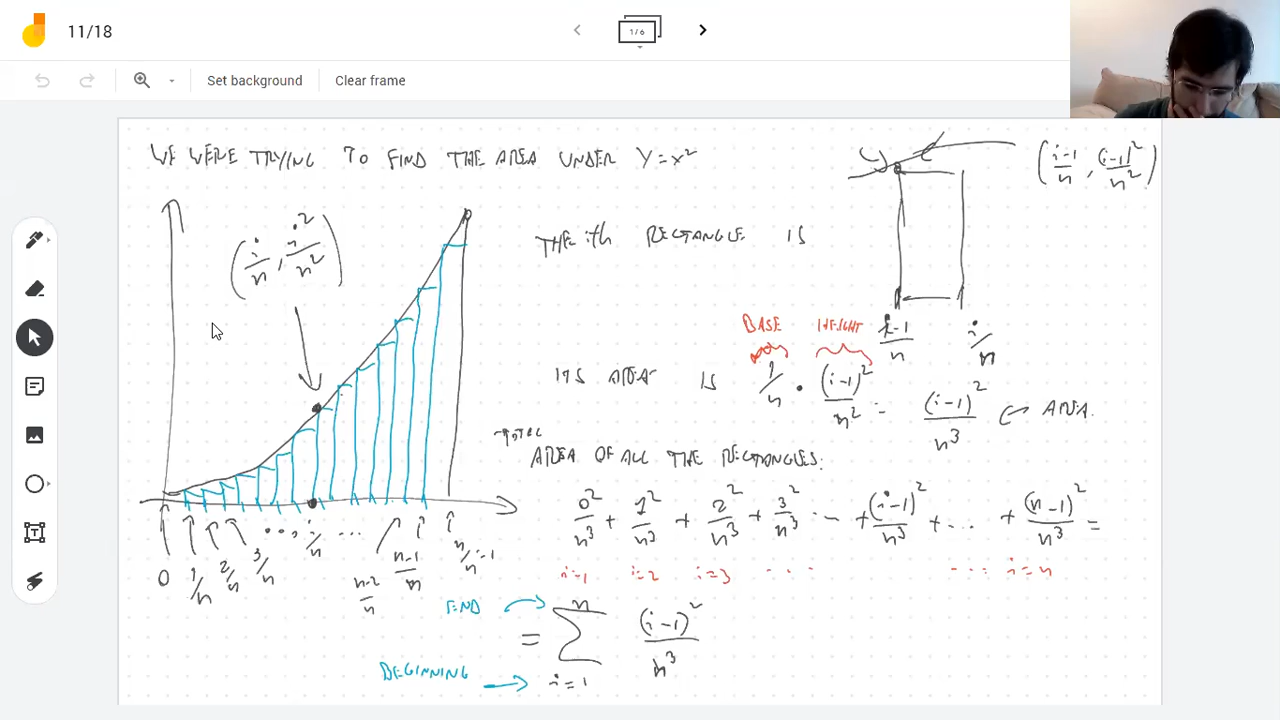 11/18
1/6
Set background
Clear frame
WE WERE TRYING TO FIND THE AREA UNDER Y=x²
(i/n, i²/n²)
THE ith RECTANGLE IS
((i-1)/n, (i-1)²/n²)
(i-1)/n
i/n
BASE HEIGHT
ITS AREA IS 1/n · (i-1)²/n² = (i-1)²/n³ ← AREA.
TOTAL
AREA OF ALL THE RECTANGLES:
0²/n³ + 1²/n³ + 2²/n³ + 3²/n³ ... + (i-1)²/n³ + ... + (n-1)²/n³ =
i=1 i=2 i=3 ... ... i=n
0 1/n 2/n 3/n ... i/n ... (n-2)/n (n-1)/n n/n=1
END
= Σ (i-1)²/n³
n
i=1
BEGINNING